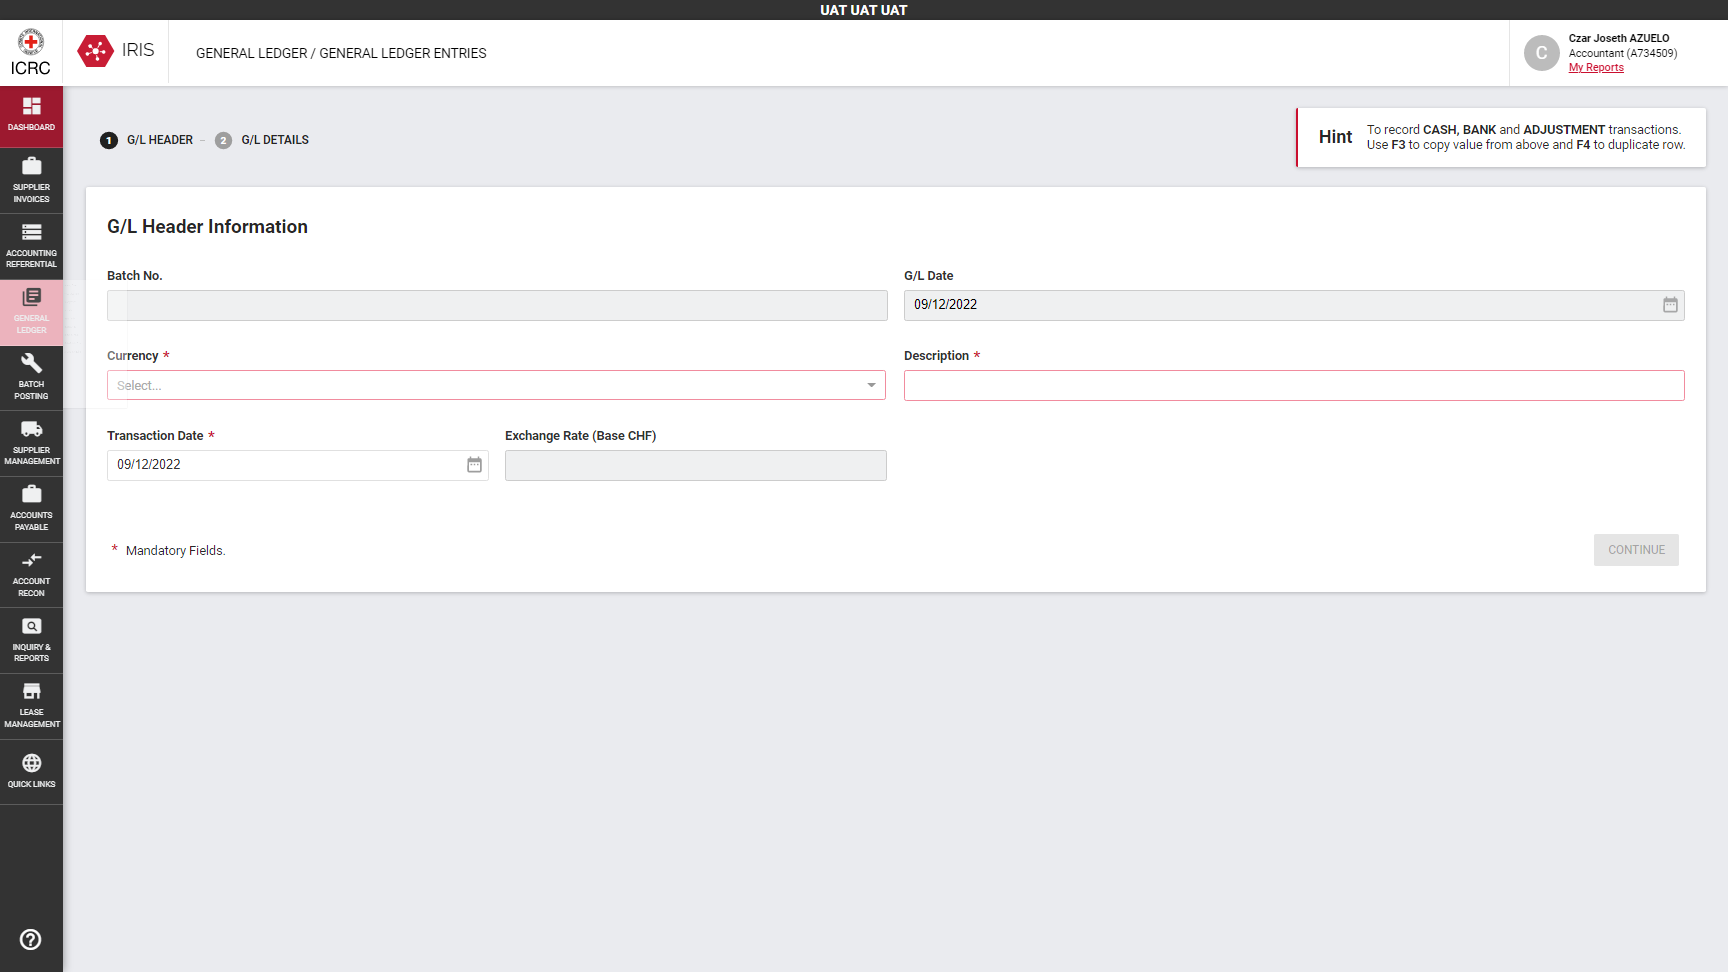 UAT UAT UAT
ICRC
IRIS
GENERAL LEDGER / GENERAL LEDGER ENTRIES
C
Czar Joseth AZUELO
Accountant (A734509)
My Reports
DASHBOARD
SUPPLIER
INVOICES
ACCOUNTING
REFERENTIAL
GENERAL
LEDGER
BATCH
POSTING
SUPPLIER
MANAGEMENT
ACCOUNTS
PAYABLE
ACCOUNT
RECON
INQUIRY &
REPORTS
LEASE
MANAGEMENT
QUICK LINKS
1 G/L HEADER – 2 G/L DETAILS
Hint
To record CASH, BANK and ADJUSTMENT transactions.
Use F3 to copy value from above and F4 to duplicate row.
G/L Header Information
Batch No.
G/L Date
09/12/2022
Currency *
Select...
Description *
Transaction Date *
09/12/2022
Exchange Rate (Base CHF)
* Mandatory Fields.
CONTINUE